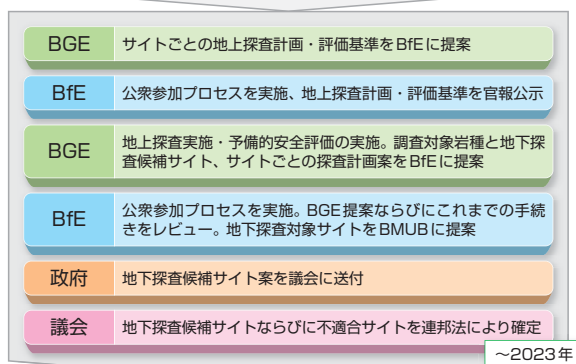 BGE
サイトごとの地上探査計画・評価基準をBfEに提案
BfE
公衆参加プロセスを実施、地上探査計画・評価基準を官報公示
BGE
地上探査実施・予備的安全評価の実施。調査対象岩種と地下探
査候補サイト、サイトごとの探査計画案をBfEに提案
BfE
公衆参加プロセスを実施。BGE提案ならびにこれまでの手続
きをレビュー。地下探査対象サイトをBMUBに提案
政府
地下探査候補サイト案を議会に送付
議会
地下探査候補サイトならびに不適合サイトを連邦法により確定
～2023年